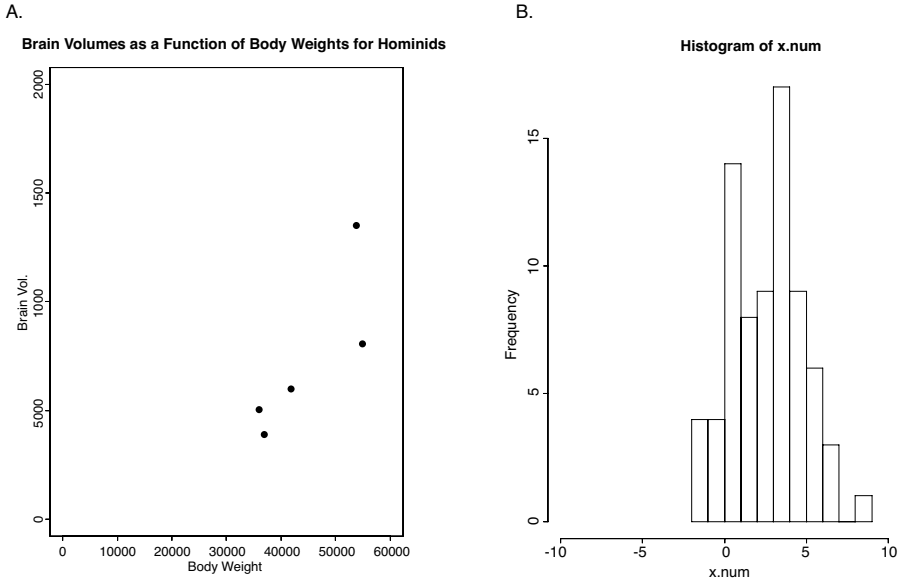 A.
Brain Volumes as a Function of Body Weights for Hominids
2000
1500
1000
5000
0
Brain Vol.
0 10000 20000 30000 40000 50000 60000
Body Weight
B.
Histogram of x.num
15
10
5
0
Frequency
-10 -5 0 5 10
x.num